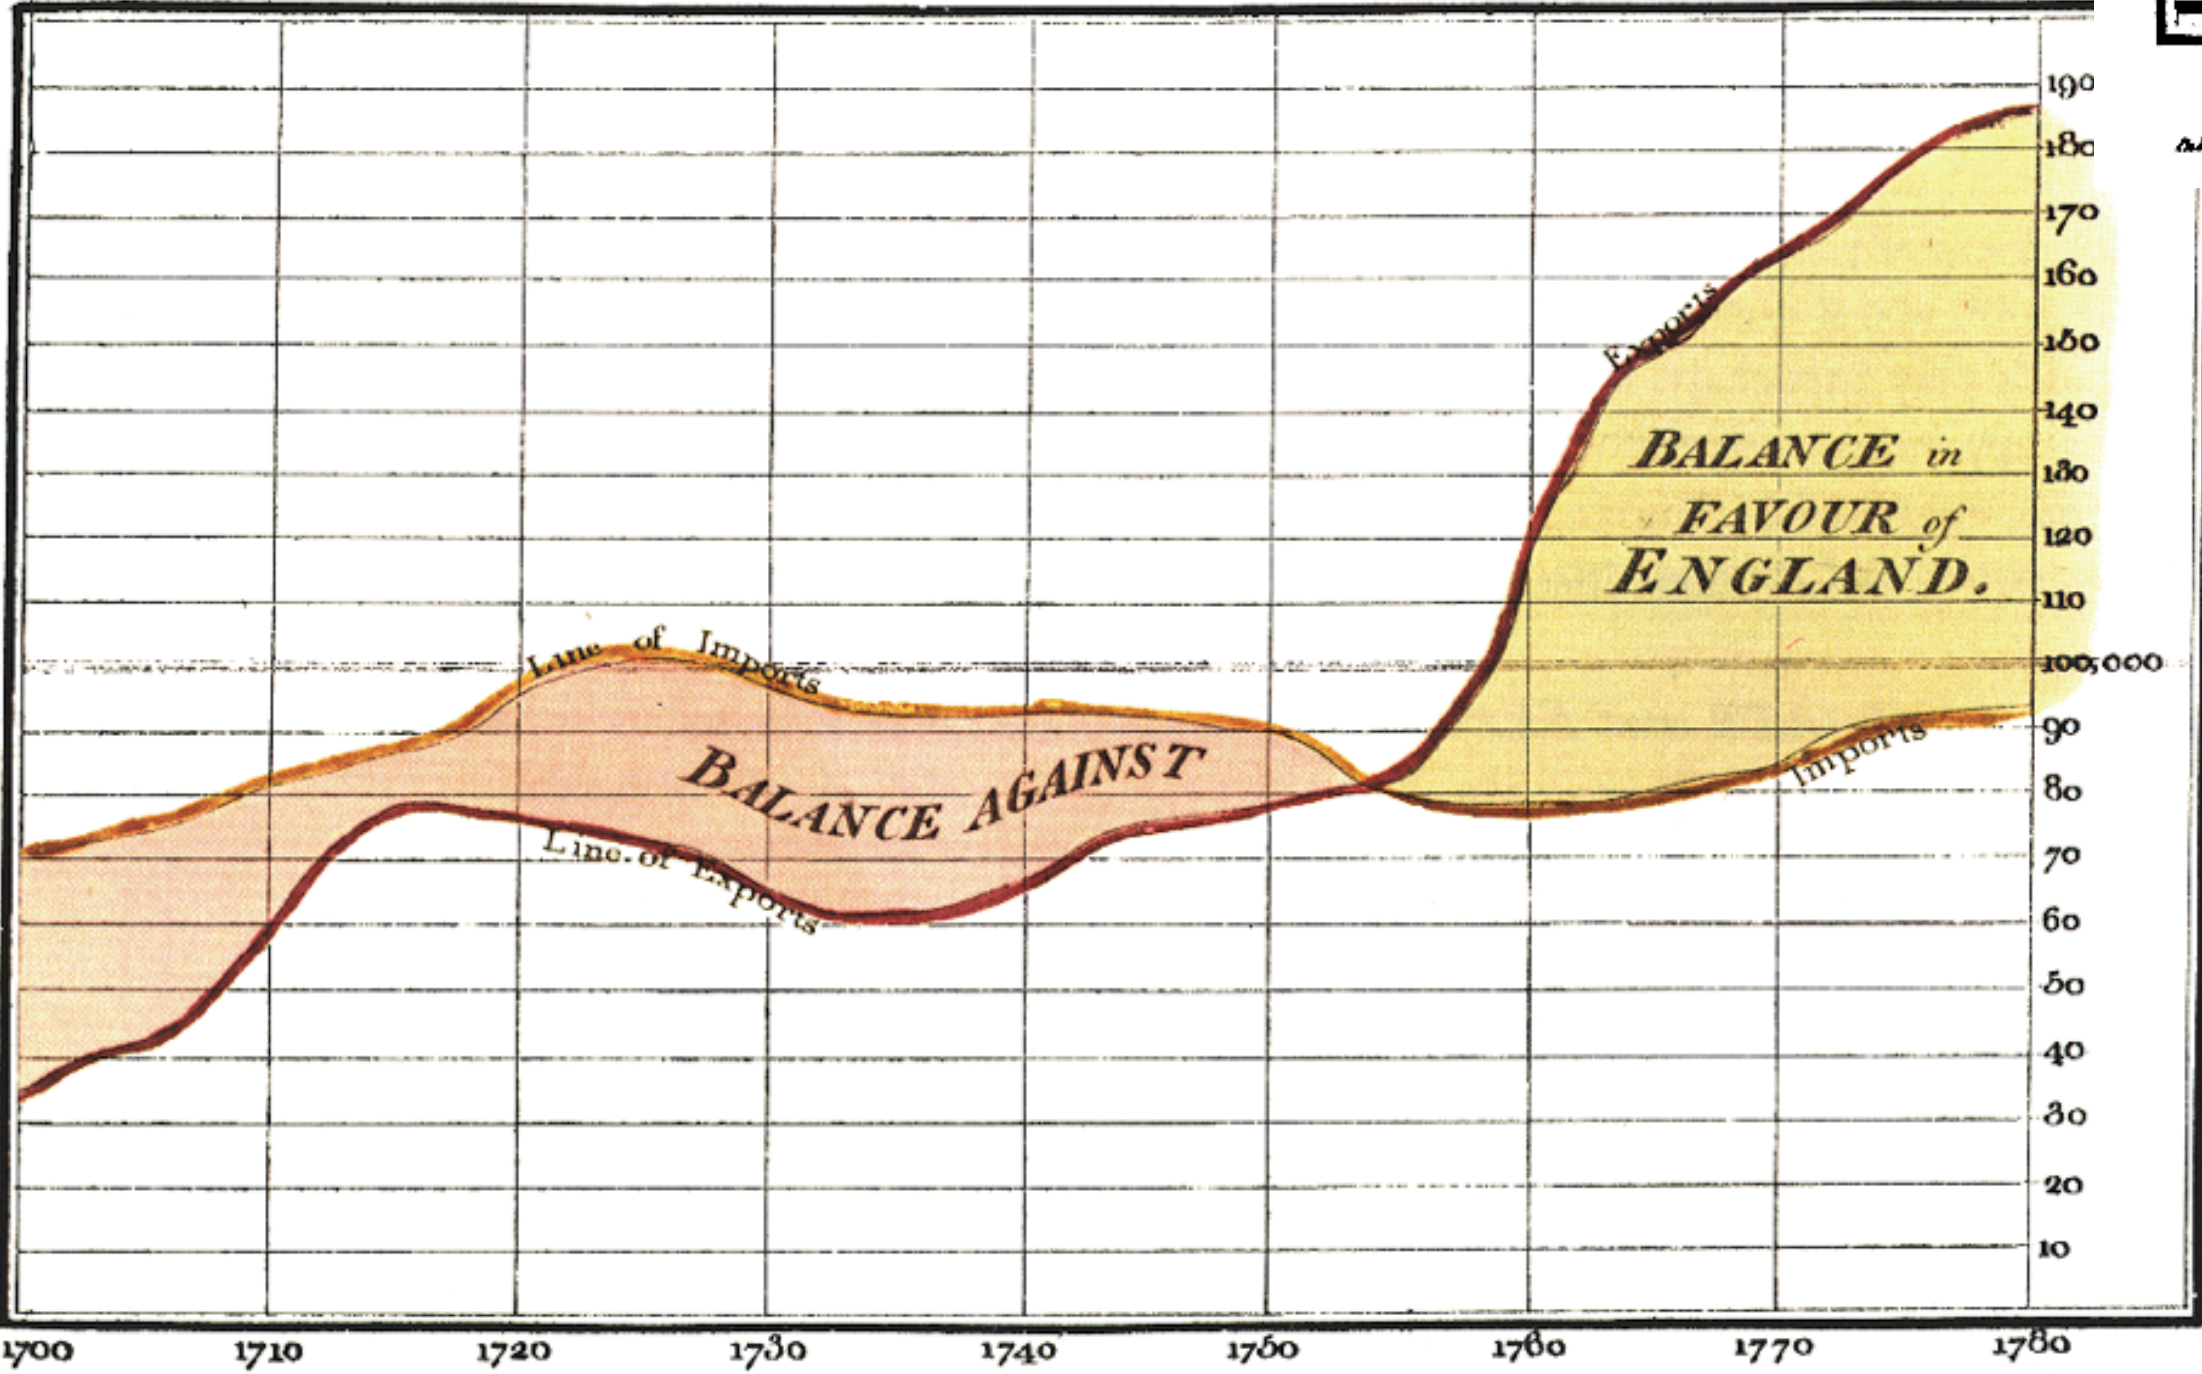 190
180
170
160
150
140
130
120
110
100,000
90
80
70
60
50
40
30
20
10
Exports
BALANCE in
FAVOUR of
ENGLAND.
Line of Imports
BALANCE AGAINST
Imports
Line of Exports
1700 1710 1720 1730 1740 1750 1760 1770 1780